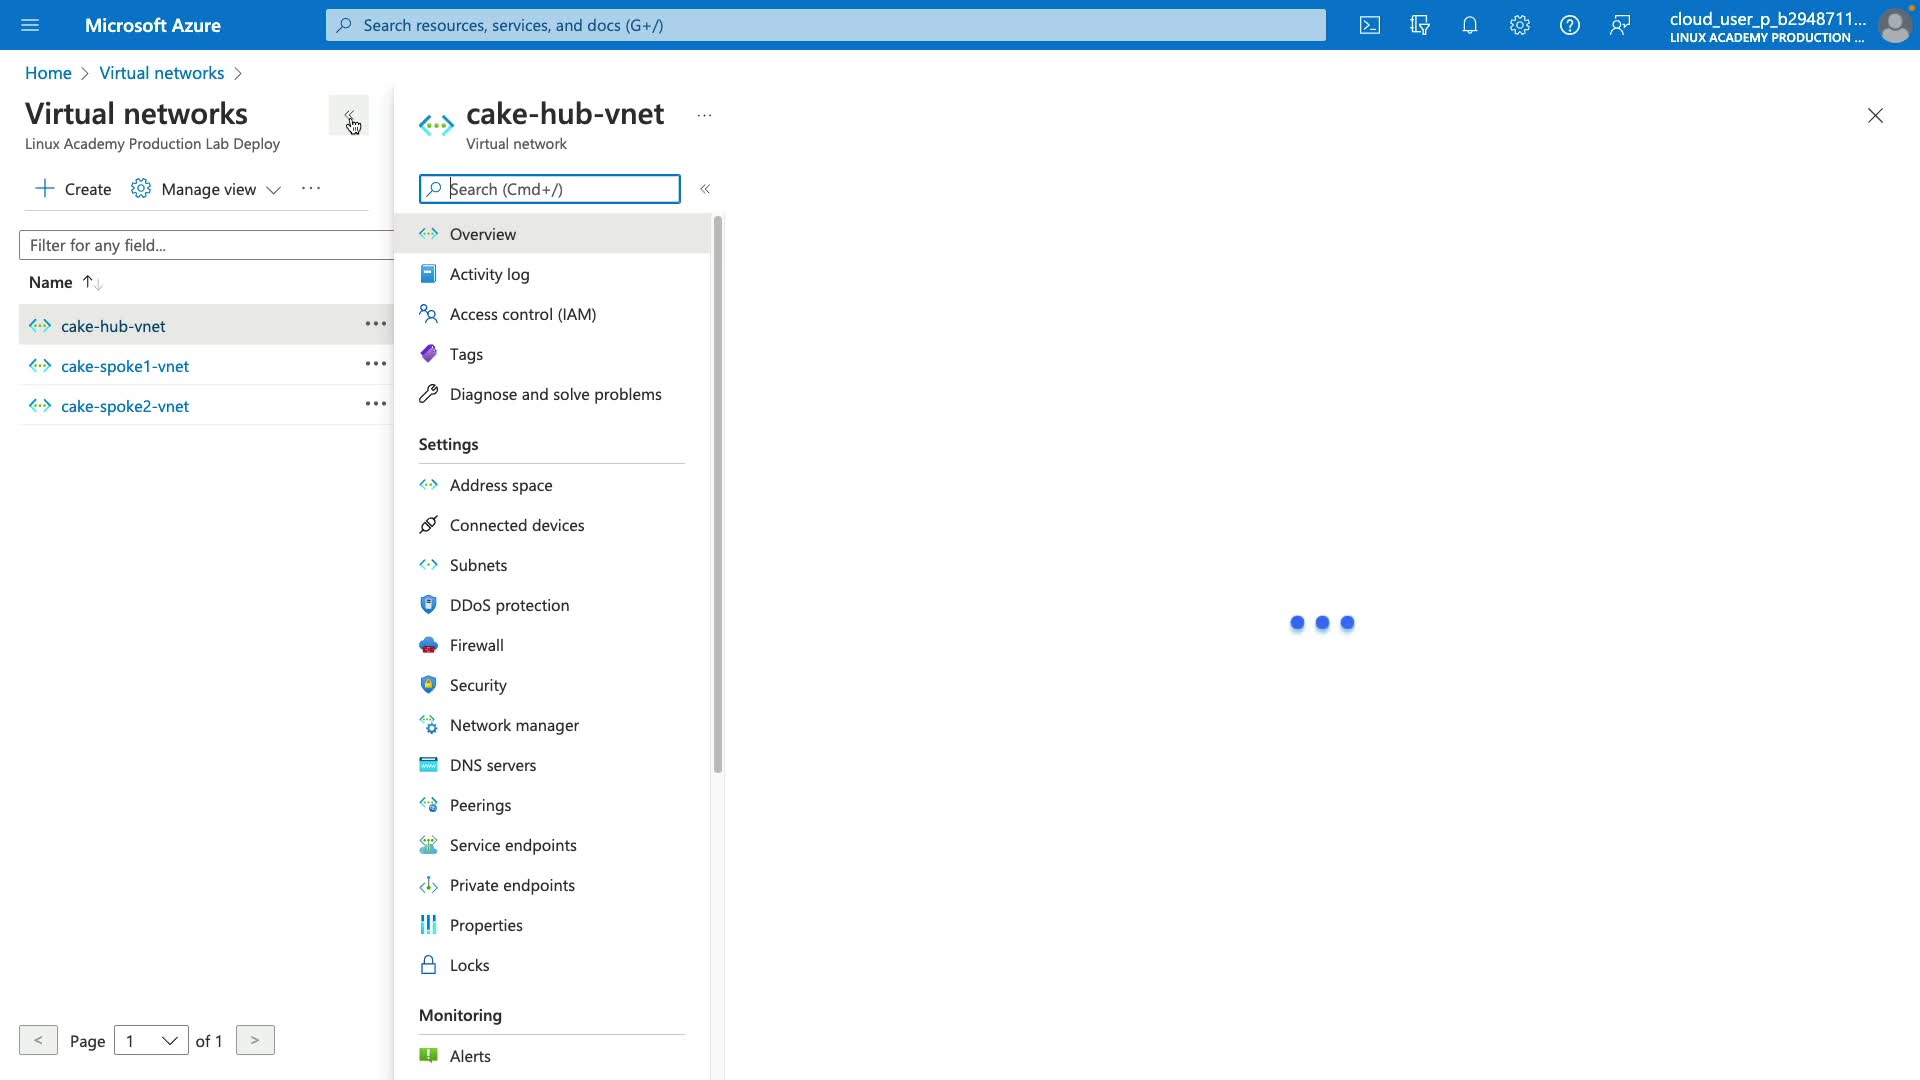 Microsoft Azure
Search resources, services, and docs (G+/)
cloud_user_p_b2948711...
LINUX ACADEMY PRODUCTION ...
Home > Virtual networks >
Virtual networks
Linux Academy Production Lab Deploy
Create
Manage view
...
Filter for any field...
Name
cake-hub-vnet
cake-spoke1-vnet
cake-spoke2-vnet
< Page 1 of 1 >
cake-hub-vnet
...
Virtual network
Search (Cmd+/)
Overview
Activity log
Access control (IAM)
Tags
Diagnose and solve problems
Settings
Address space
Connected devices
Subnets
DDoS protection
Firewall
Security
Network manager
DNS servers
Peerings
Service endpoints
Private endpoints
Properties
Locks
Monitoring
Alerts